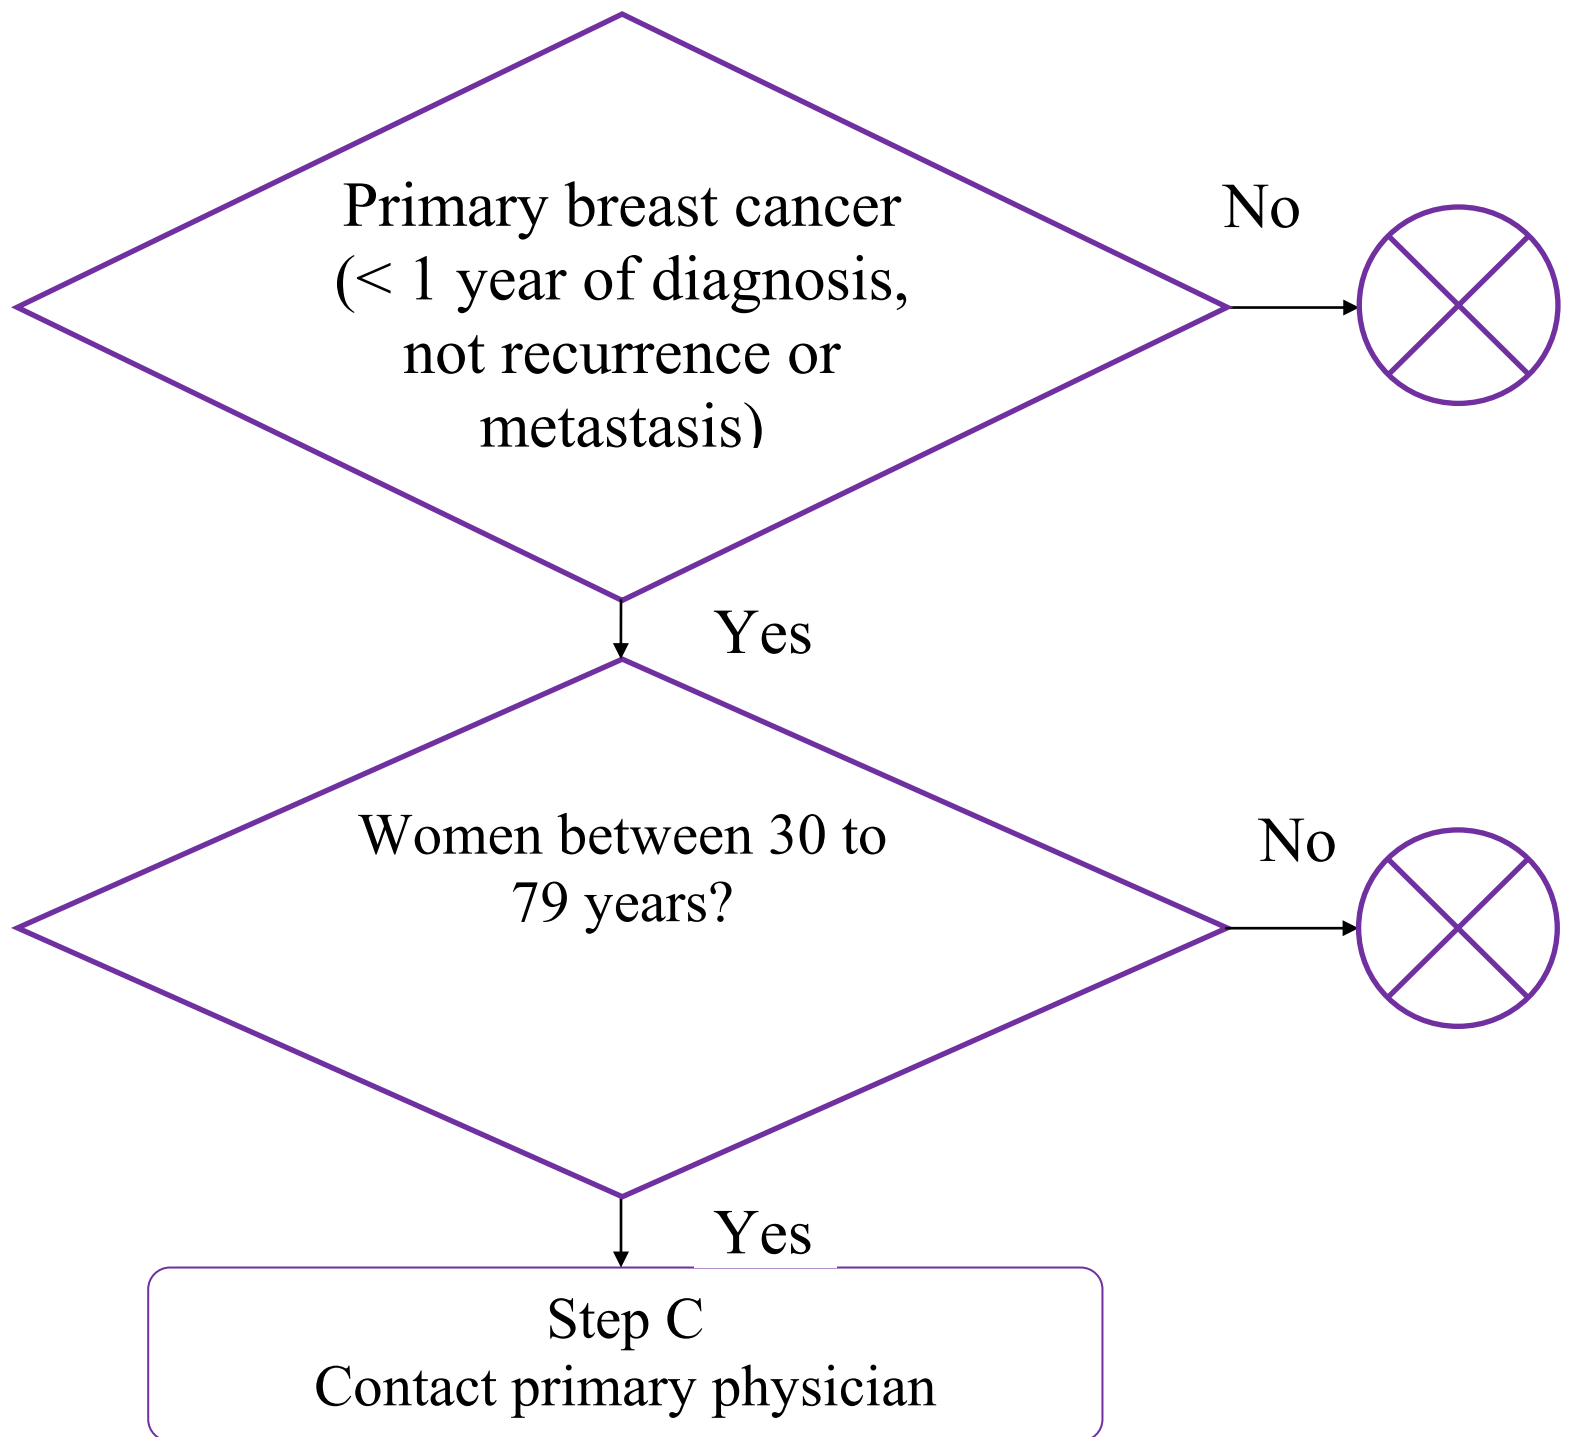 Primary breast cancer
(< 1 year of diagnosis,
not recurrence or
metastasis)
No
Yes
Women between 30 to
79 years?
No
Yes
Step C
Contact primary physician